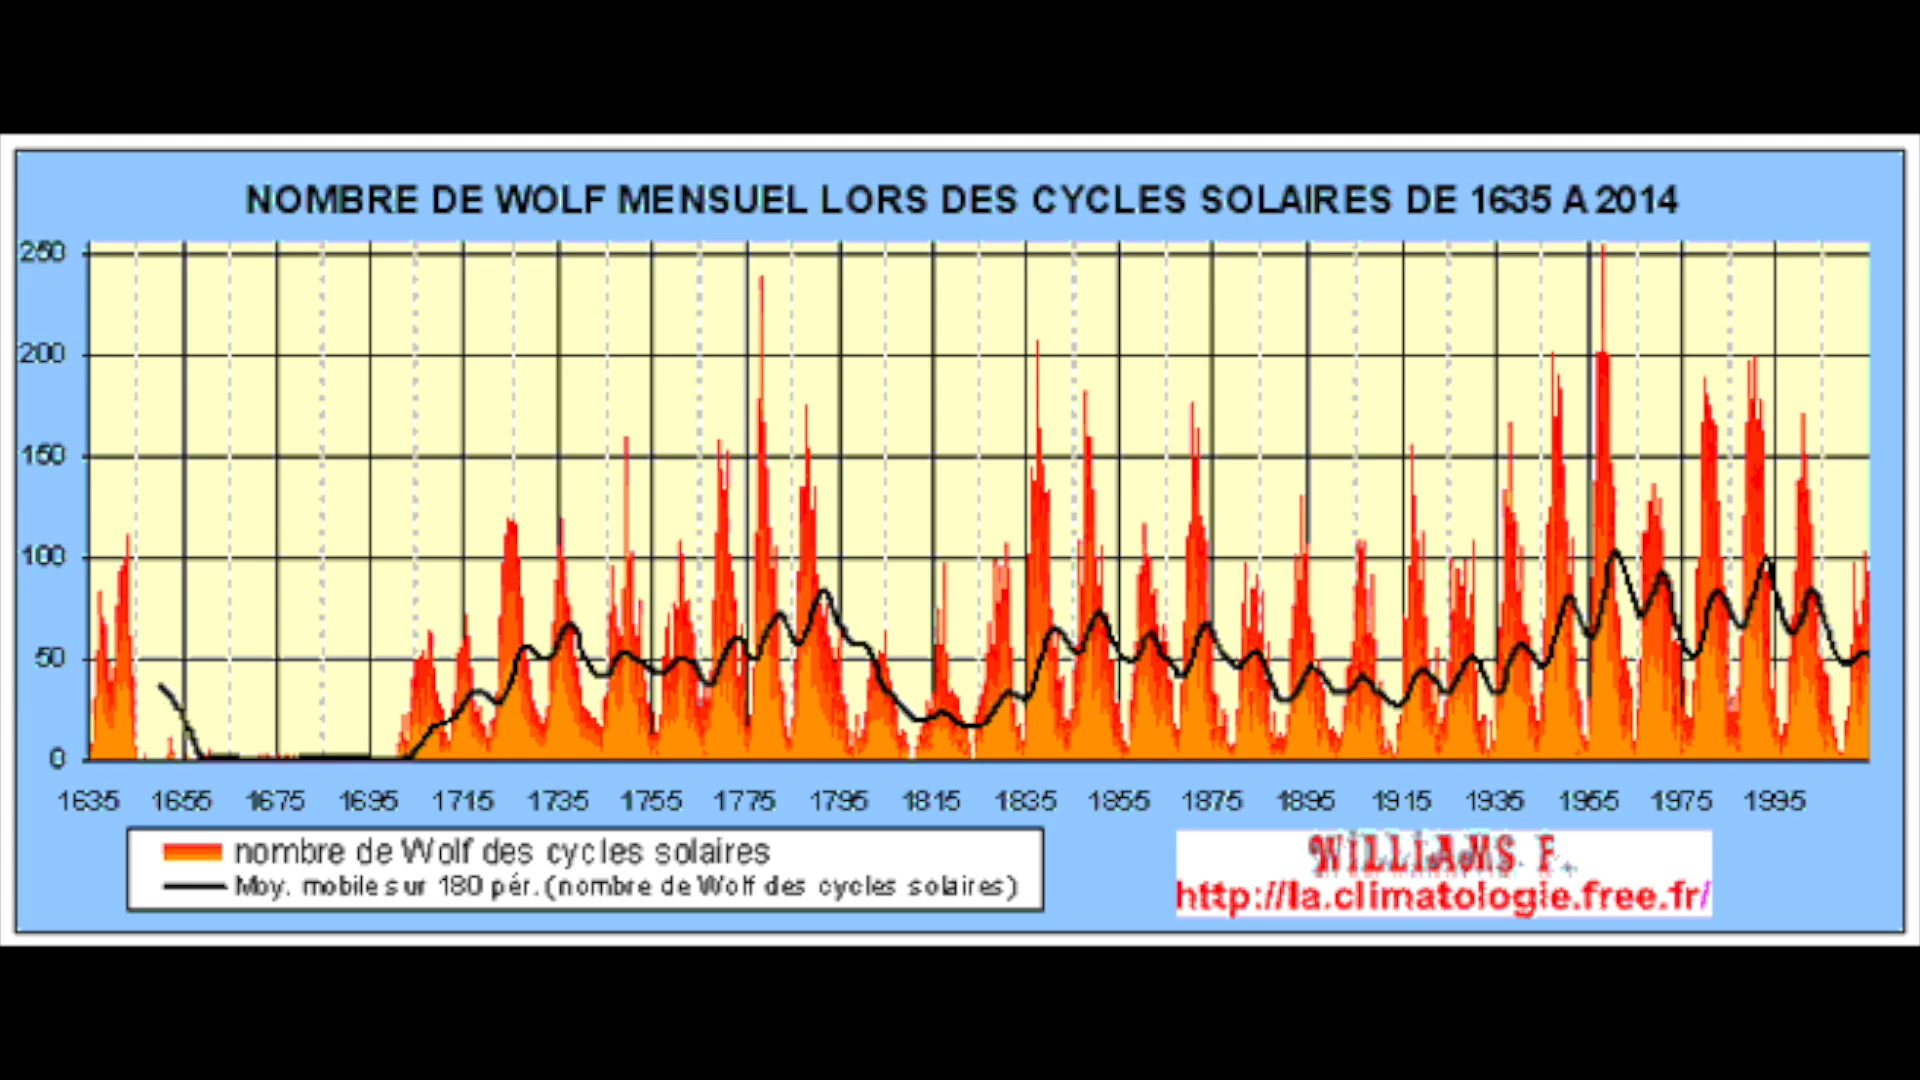 NOMBRE DE WOLF MENSUEL LORS DES CYCLES SOLAIRES DE 1635 A 2014
250
200
150
100
50
0
1635 1655 1675 1695 1715 1735 1755 1775 1795 1815 1835 1855 1875 1895 1915 1935 1955 1975 1995
nombre de Wolf des cycles solaires
Moy. mobile sur 180 pér. (nombre de Wolf des cycles solaires)
WILLIAMS F.
http://la.climatologie.free.fr/